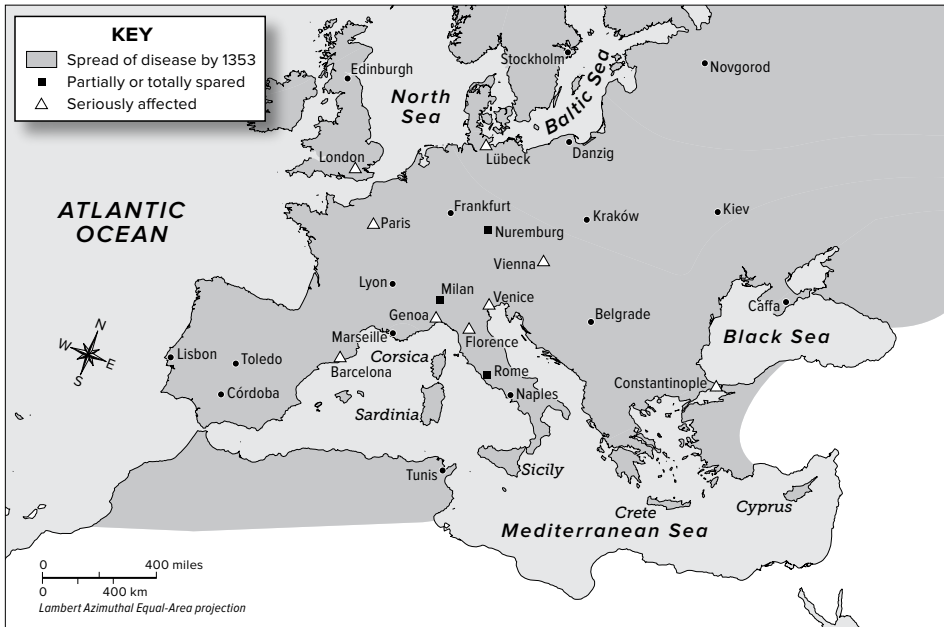 KEY
Spread of disease by 1353
Partially or totally spared
Seriously affected
Stockholm
Novgorod
Edinburgh
North
Sea
Baltic Sea
London
Lübeck
Danzig
ATLANTIC
OCEAN
Paris
Frankfurt
Nuremburg
Kraków
Kiev
Vienna
Lyon
Milan
Venice
Genoa
Caffa
Belgrade
Black Sea
Marseille
Florence
Corsica
N
W
E
S
Lisbon
Toledo
Barcelona
Rome
Constantinople
Córdoba
Naples
Sardinia
Sicily
Tunis
Crete
Cyprus
Mediterranean Sea
0 400 miles
0 400 km
Lambert Azimuthal Equal-Area projection